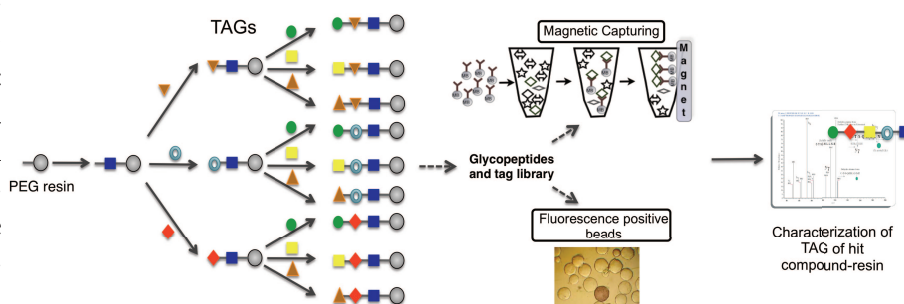 TAGs
PEG resin
Glycopeptides
and tag library
Magnetic Capturing
Magnet
Fluorescence positive
beads
Characterization of
TAG of hit
compound-resin